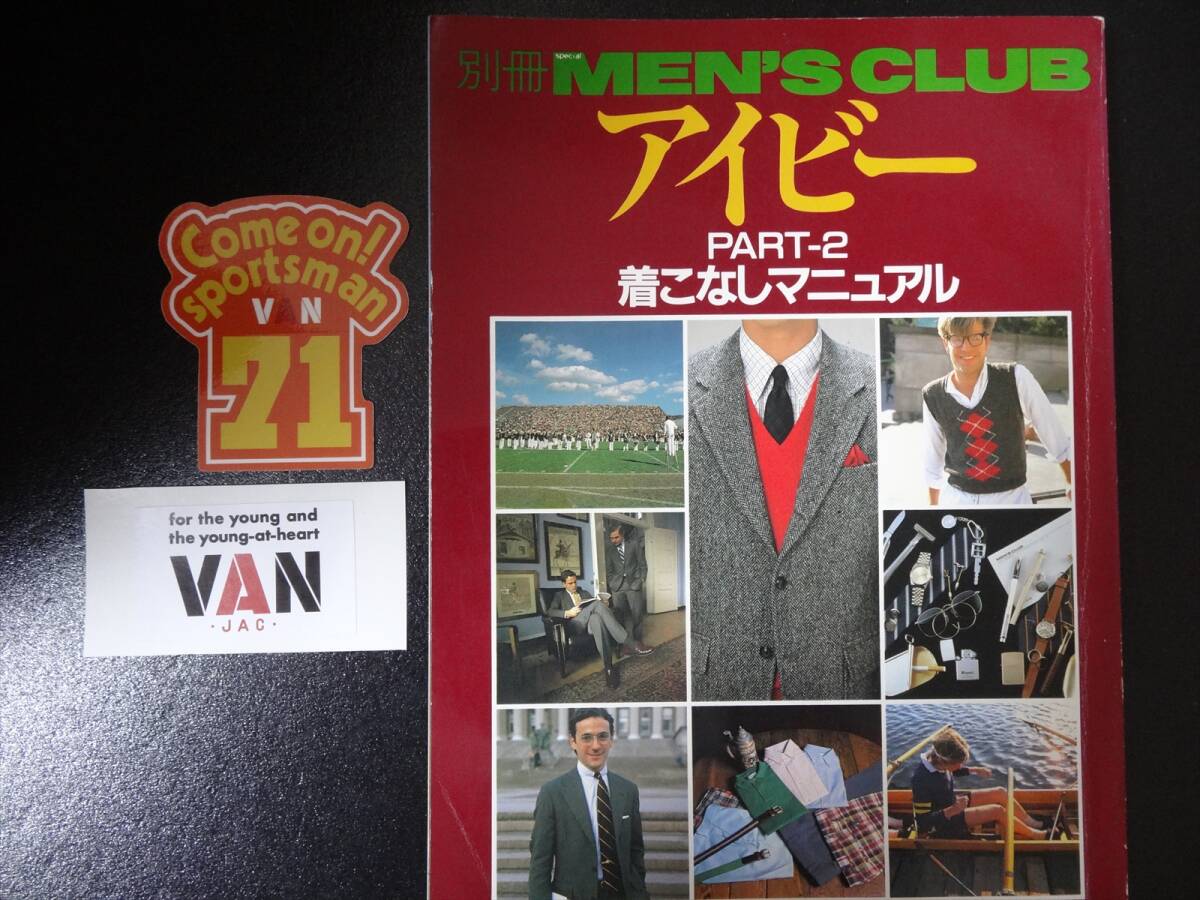 別冊 special MEN'S CLUB
アイビー
PART-2
着こなしマニュアル
Come on!
sportsman
VAN
71
for the young and
the young-at-heart
VAN
・JAC・